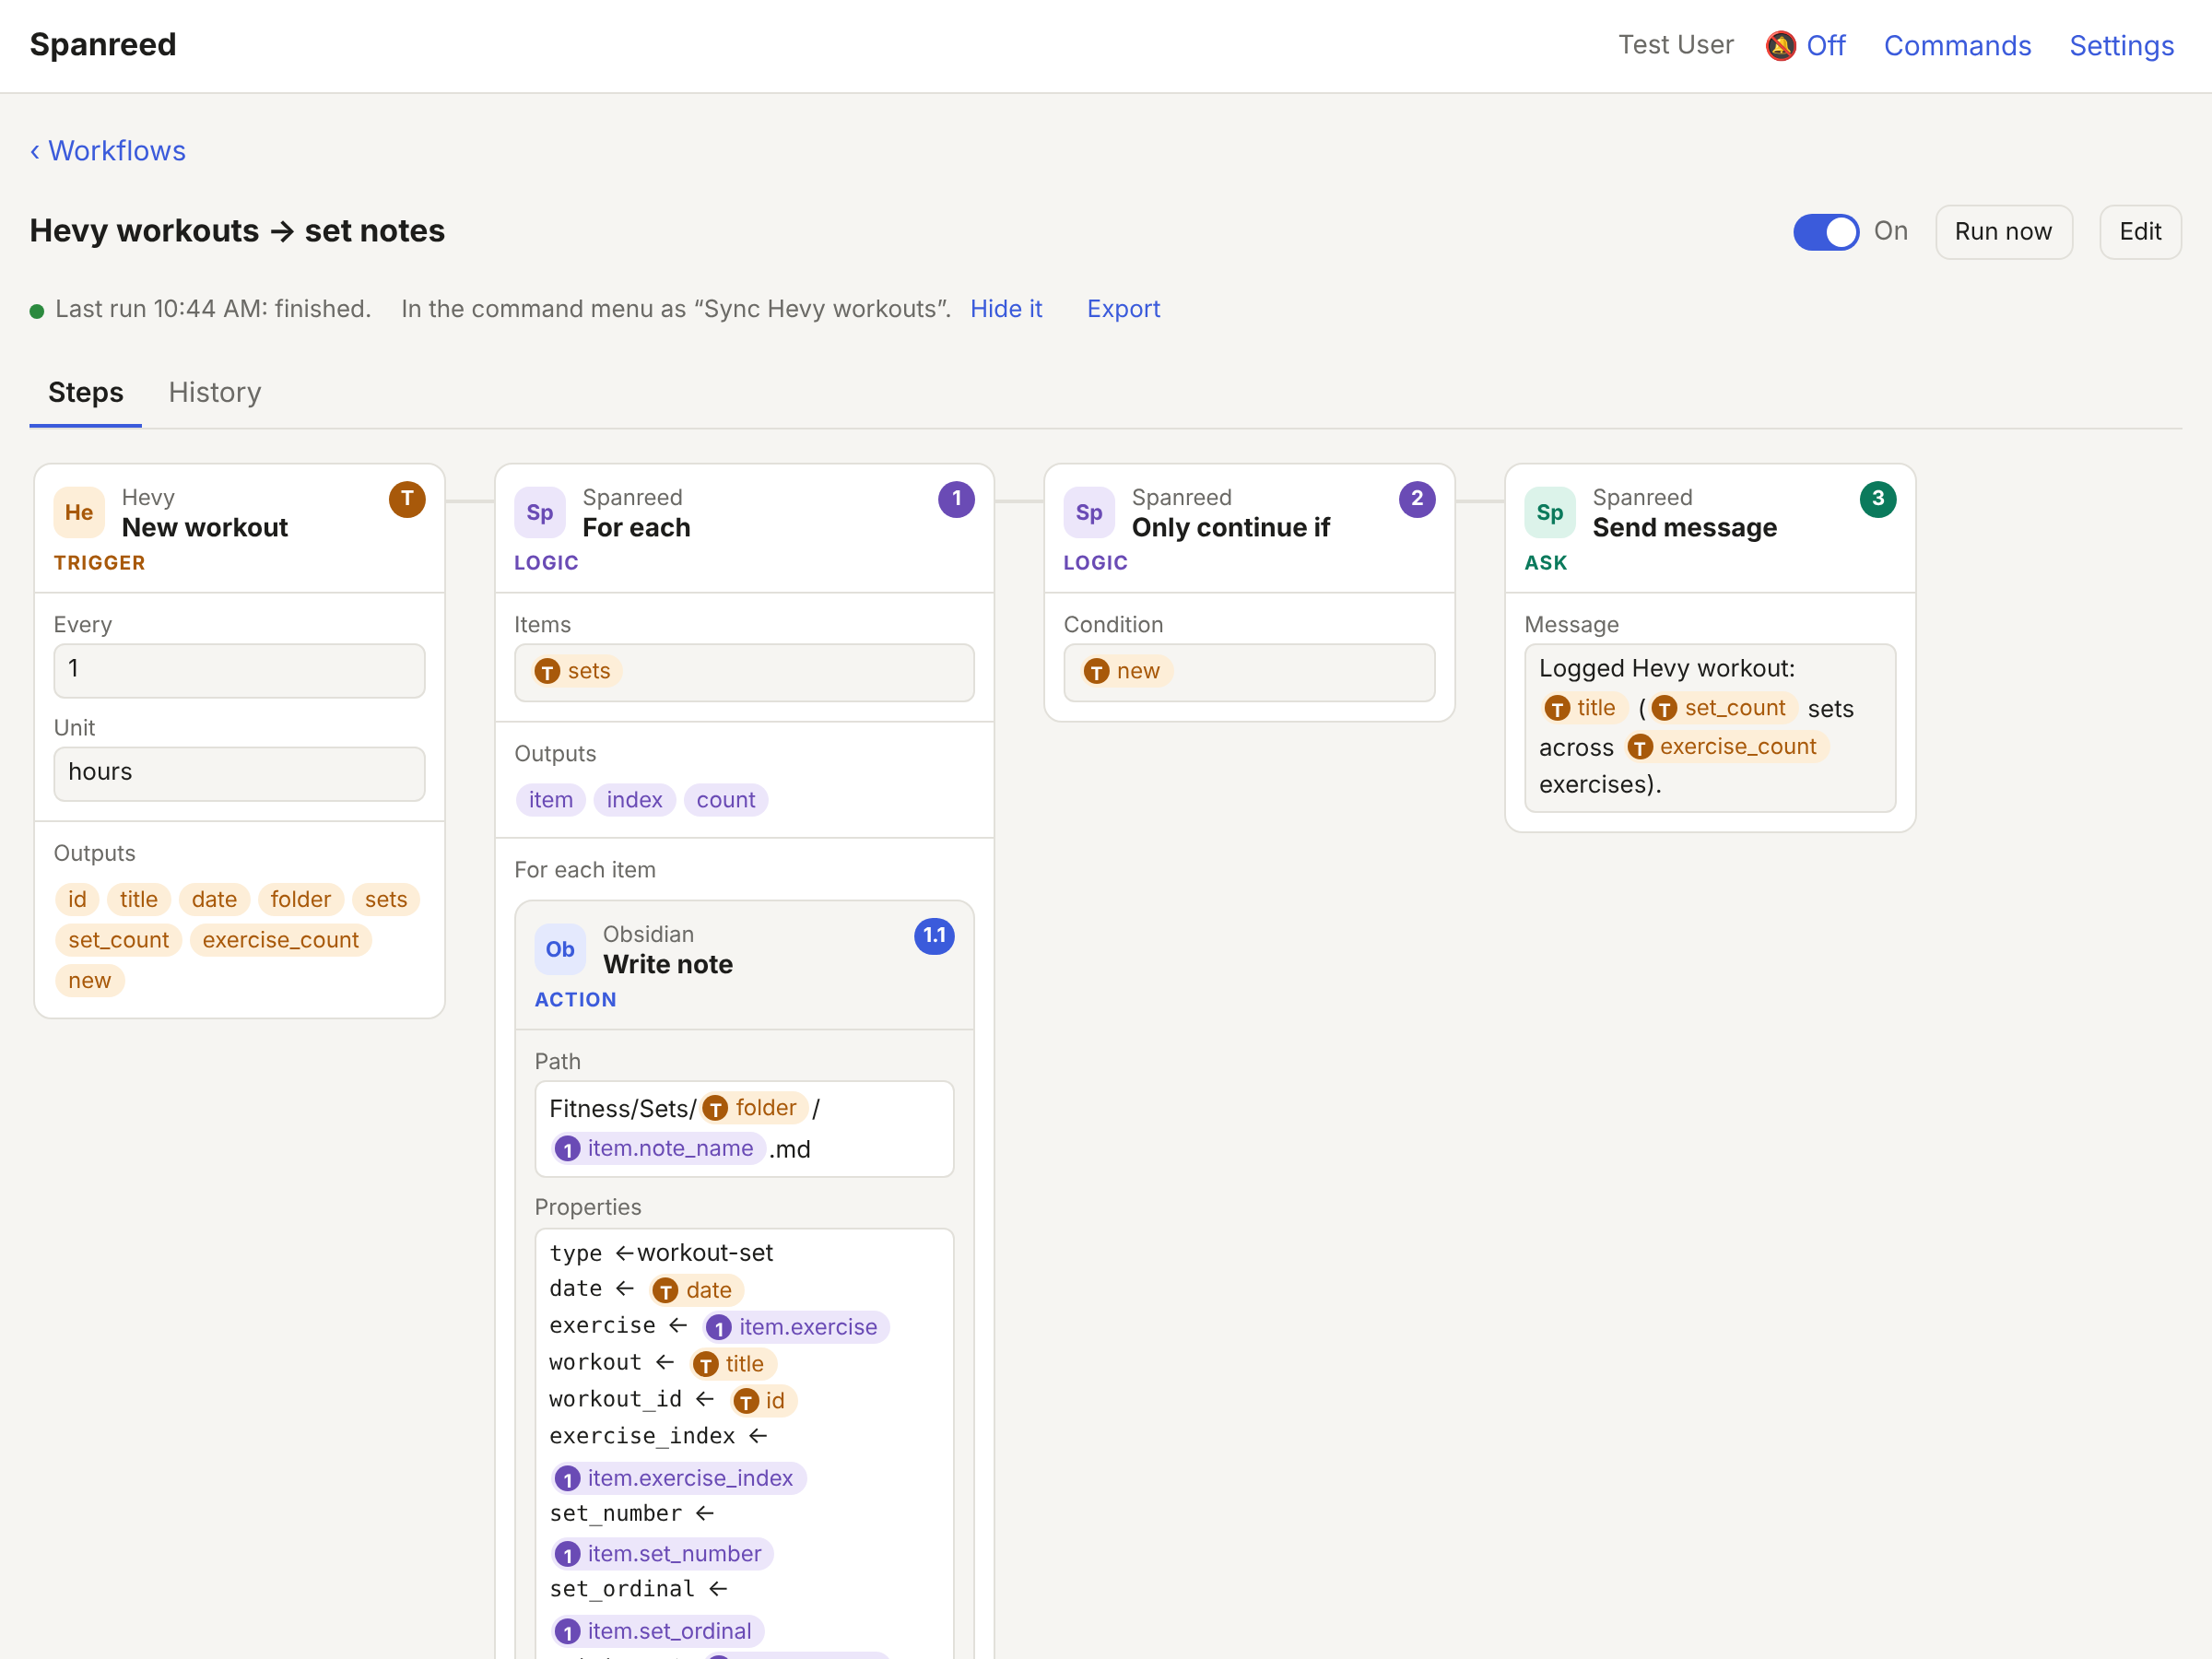 Spanreed
Test User Off Commands Settings
‹ Workflows
Hevy workouts → set notes
On Run now Edit
Last run 10:44 AM: finished. In the command menu as “Sync Hevy workouts”. Hide it Export
Steps History
He Hevy T
New workout
TRIGGER
Every
1
Unit
hours
Outputs
id title date folder sets
set_count exercise_count
new
Sp Spanreed 1
For each
LOGIC
Items
T sets
Outputs
item index count
For each item
Ob Obsidian 1.1
Write note
ACTION
Path
Fitness/Sets/ T folder /
1 item.note_name .md
Properties
type ←workout-set
date ← T date
exercise ← 1 item.exercise
workout ← T title
workout_id ← T id
exercise_index ←
1 item.exercise_index
set_number ←
1 item.set_number
set_ordinal ←
1 item.set_ordinal
Sp Spanreed 2
Only continue if
LOGIC
Condition
T new
Sp Spanreed 3
Send message
ASK
Message
Logged Hevy workout:
T title ( T set_count sets
across T exercise_count
exercises).